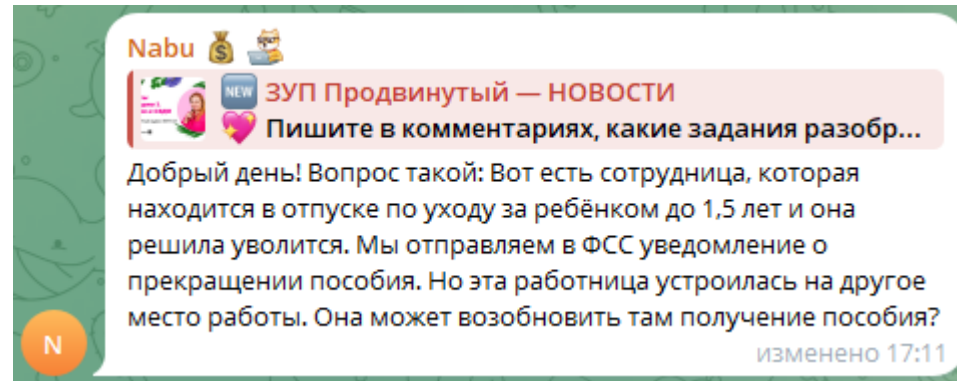 Nabu 💰
NEW ЗУП Продвинутый — НОВОСТИ
💖 Пишите в комментариях, какие задания разобр...
Добрый день! Вопрос такой: Вот есть сотрудница, которая
находится в отпуске по уходу за ребёнком до 1,5 лет и она
решила уволится. Мы отправляем в ФСС уведомление о
прекращении пособия. Но эта работница устроилась на другое
место работы. Она может возобновить там получение пособия?
N
изменено 17:11